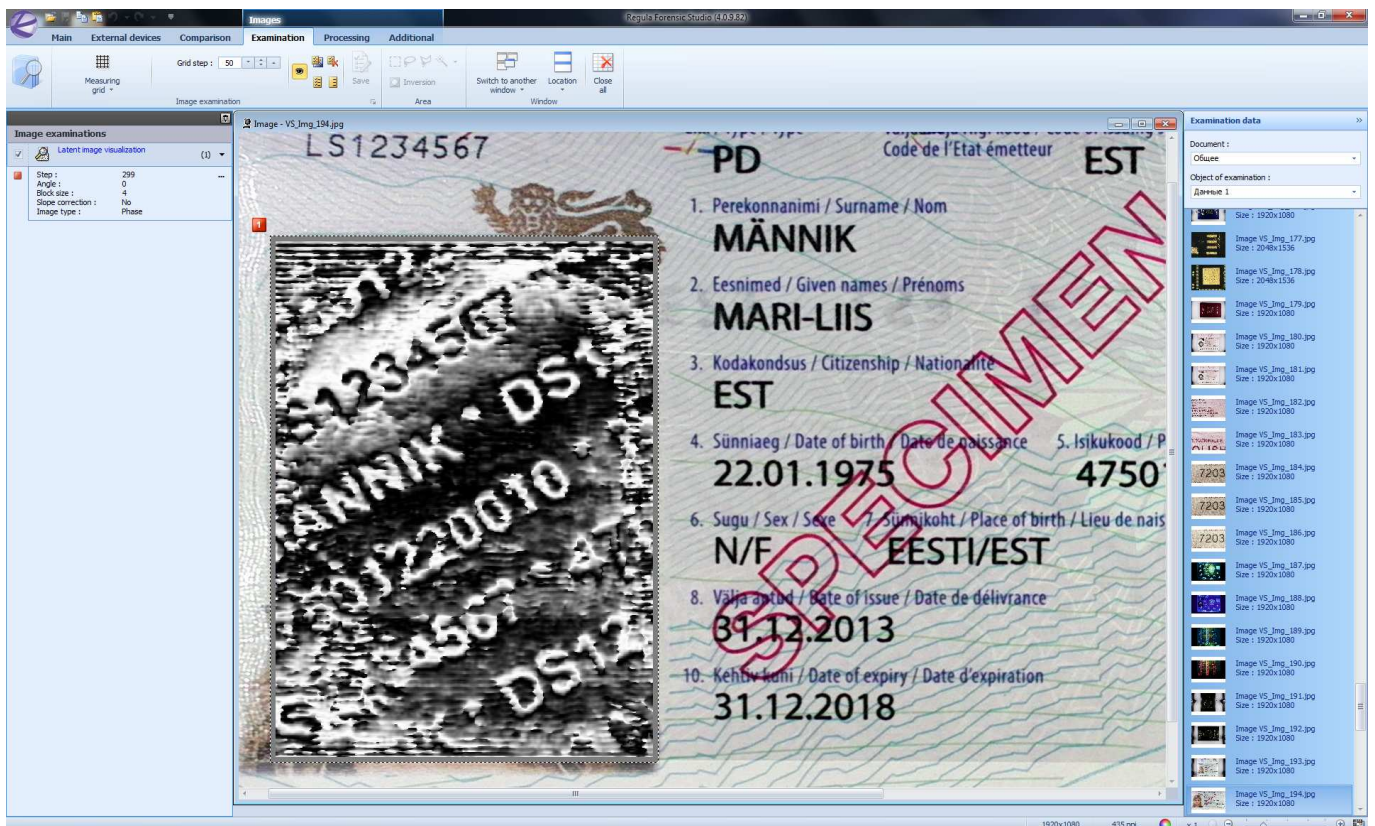 Images
Regula Forensic Studio (4.0.9.82)
Main External devices Comparison Examination Processing Additional
Measuring grid
Grid step : 50
Save
Inversion
Switch to another window
Location
Close all
Image examination
Area
Window
Image examinations
Latent image visualization (1)
Step : 299
Angle : 0
Block size : 4
Slope correction : No
Image type : Phase
Image - VS_Img_194.jpg
LS1234567
Code de l'Etat émetteur
PD EST
1. Perekonnanimi / Surname / Nom
MÄNNIK
2. Eesnimed / Given names / Prénoms
MARI-LIIS
3. Kodakondsus / Citizenship / Nationalité
EST
4. Sünniaeg / Date of birth / Date de naissance 5. Isikukood / P
22.01.1975 4750
6. Sugu / Sex / Sexe 7. Sünnikoht / Place of birth / Lieu de nais
N/F EESTI/EST
8. Välja antud / Date of issue / Date de délivrance
31.12.2013
10. Kehtiv kuni / Date of expiry / Date d'expiration
31.12.2018
SPECIMEN
1
1234567
ANNIK · DS1
DS12
Examination data
Document :
Общее
Object of examination :
Данные 1
Size : 1920x1080
Image VS_Img_177.jpg
Size : 2048x1536
Image VS_Img_178.jpg
Size : 2048x1536
Image VS_Img_179.jpg
Size : 1920x1080
Image VS_Img_180.jpg
Size : 1920x1080
Image VS_Img_181.jpg
Size : 1920x1080
Image VS_Img_182.jpg
Size : 1920x1080
Image VS_Img_183.jpg
Size : 1920x1080
Image VS_Img_184.jpg
Size : 1920x1080
Image VS_Img_185.jpg
Size : 1920x1080
Image VS_Img_186.jpg
Size : 1920x1080
Image VS_Img_187.jpg
Size : 1920x1080
Image VS_Img_188.jpg
Size : 1920x1080
Image VS_Img_189.jpg
Size : 1920x1080
Image VS_Img_190.jpg
Size : 1920x1080
Image VS_Img_191.jpg
Size : 1920x1080
Image VS_Img_192.jpg
Size : 1920x1080
Image VS_Img_193.jpg
Size : 1920x1080
Image VS_Img_194.jpg
Size : 1920x1080
1920x1080 435 ppi x 1